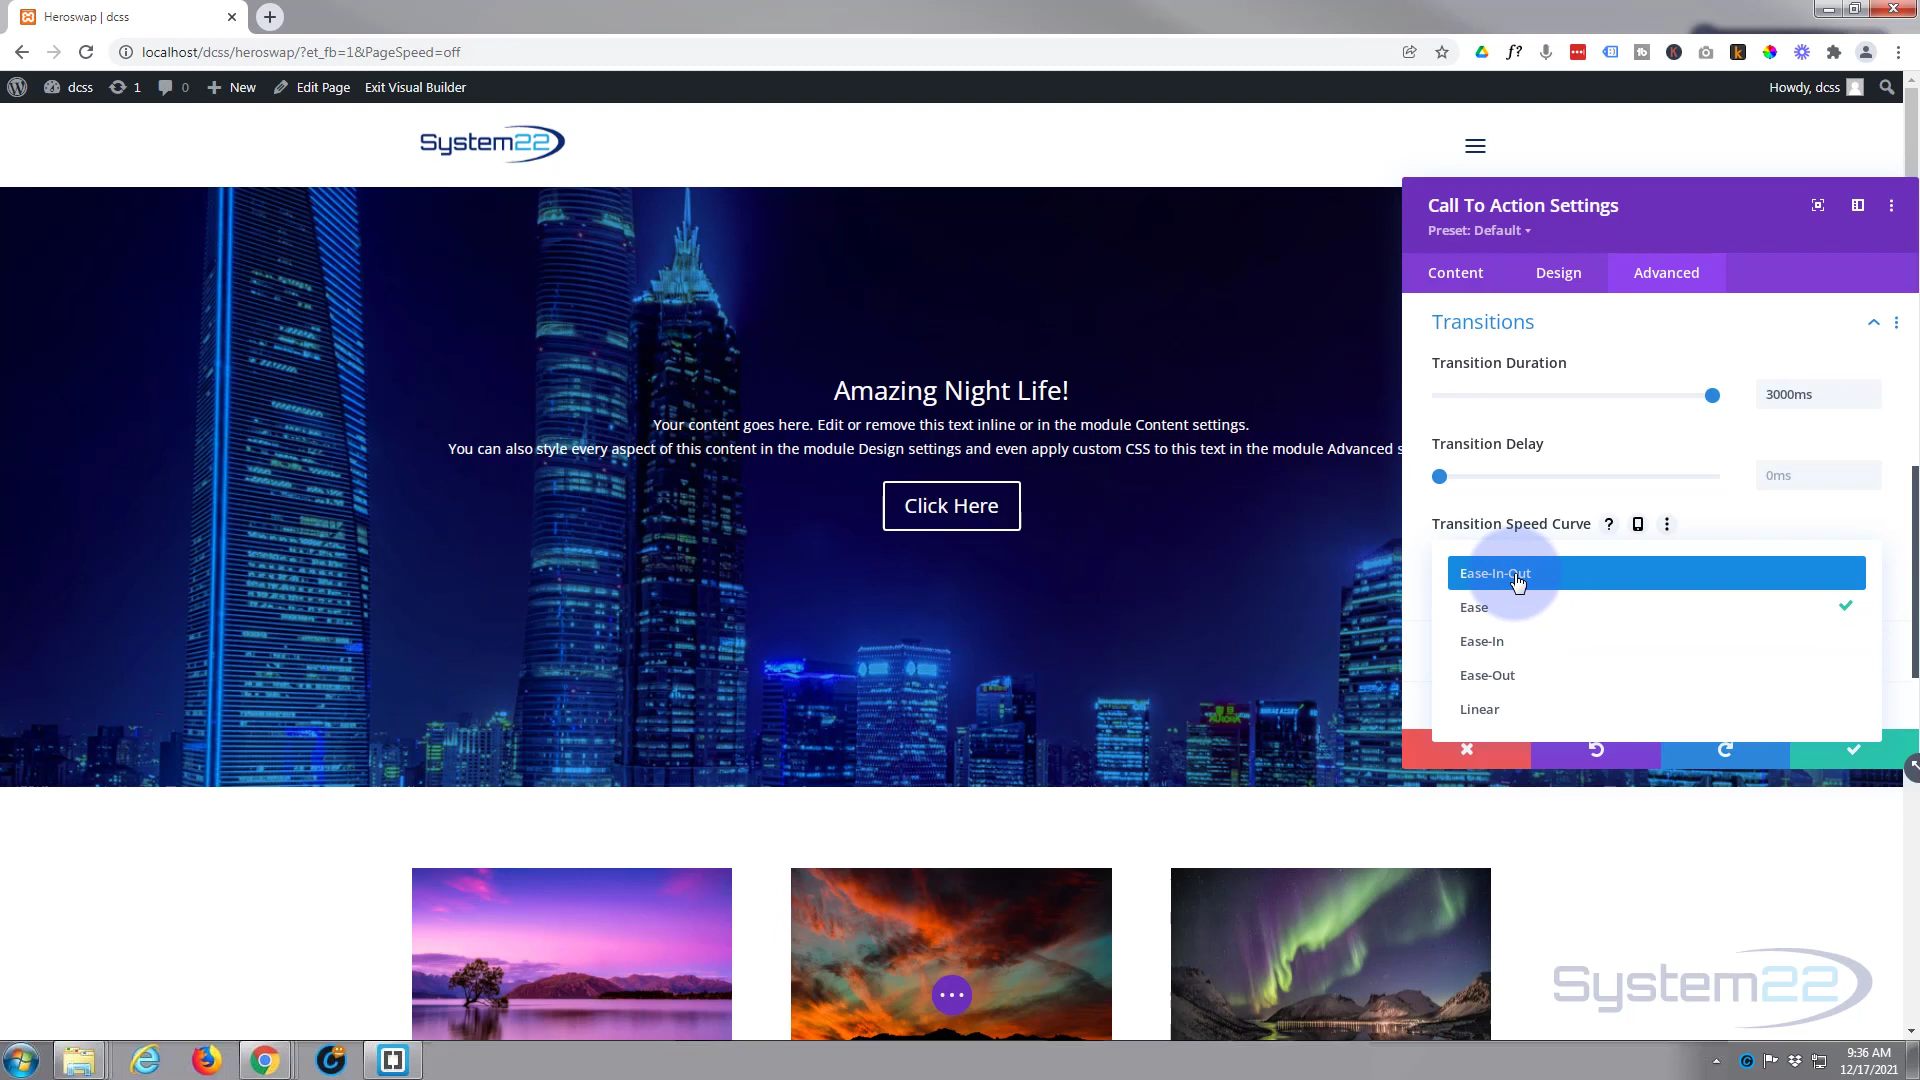 Heroswap | dcss
localhost/dcss/heroswap/?et_fb=1&PageSpeed=off
dcss
1
0
New
Edit Page
Exit Visual Builder
Howdy, dcss
System22
Call To Action Settings
Preset: Default
Content
Design
Advanced
Transitions
Transition Duration
3000ms
Transition Delay
0ms
Transition Speed Curve
Ease-In-Out
Ease
Ease-In
Ease-Out
Linear
Amazing Night Life!
Your content goes here. Edit or remove this text inline or in the module Content settings.
You can also style every aspect of this content in the module Design settings and even apply custom CSS to this text in the module Advanced s
Click Here
System22
9:36 AM
12/17/2021